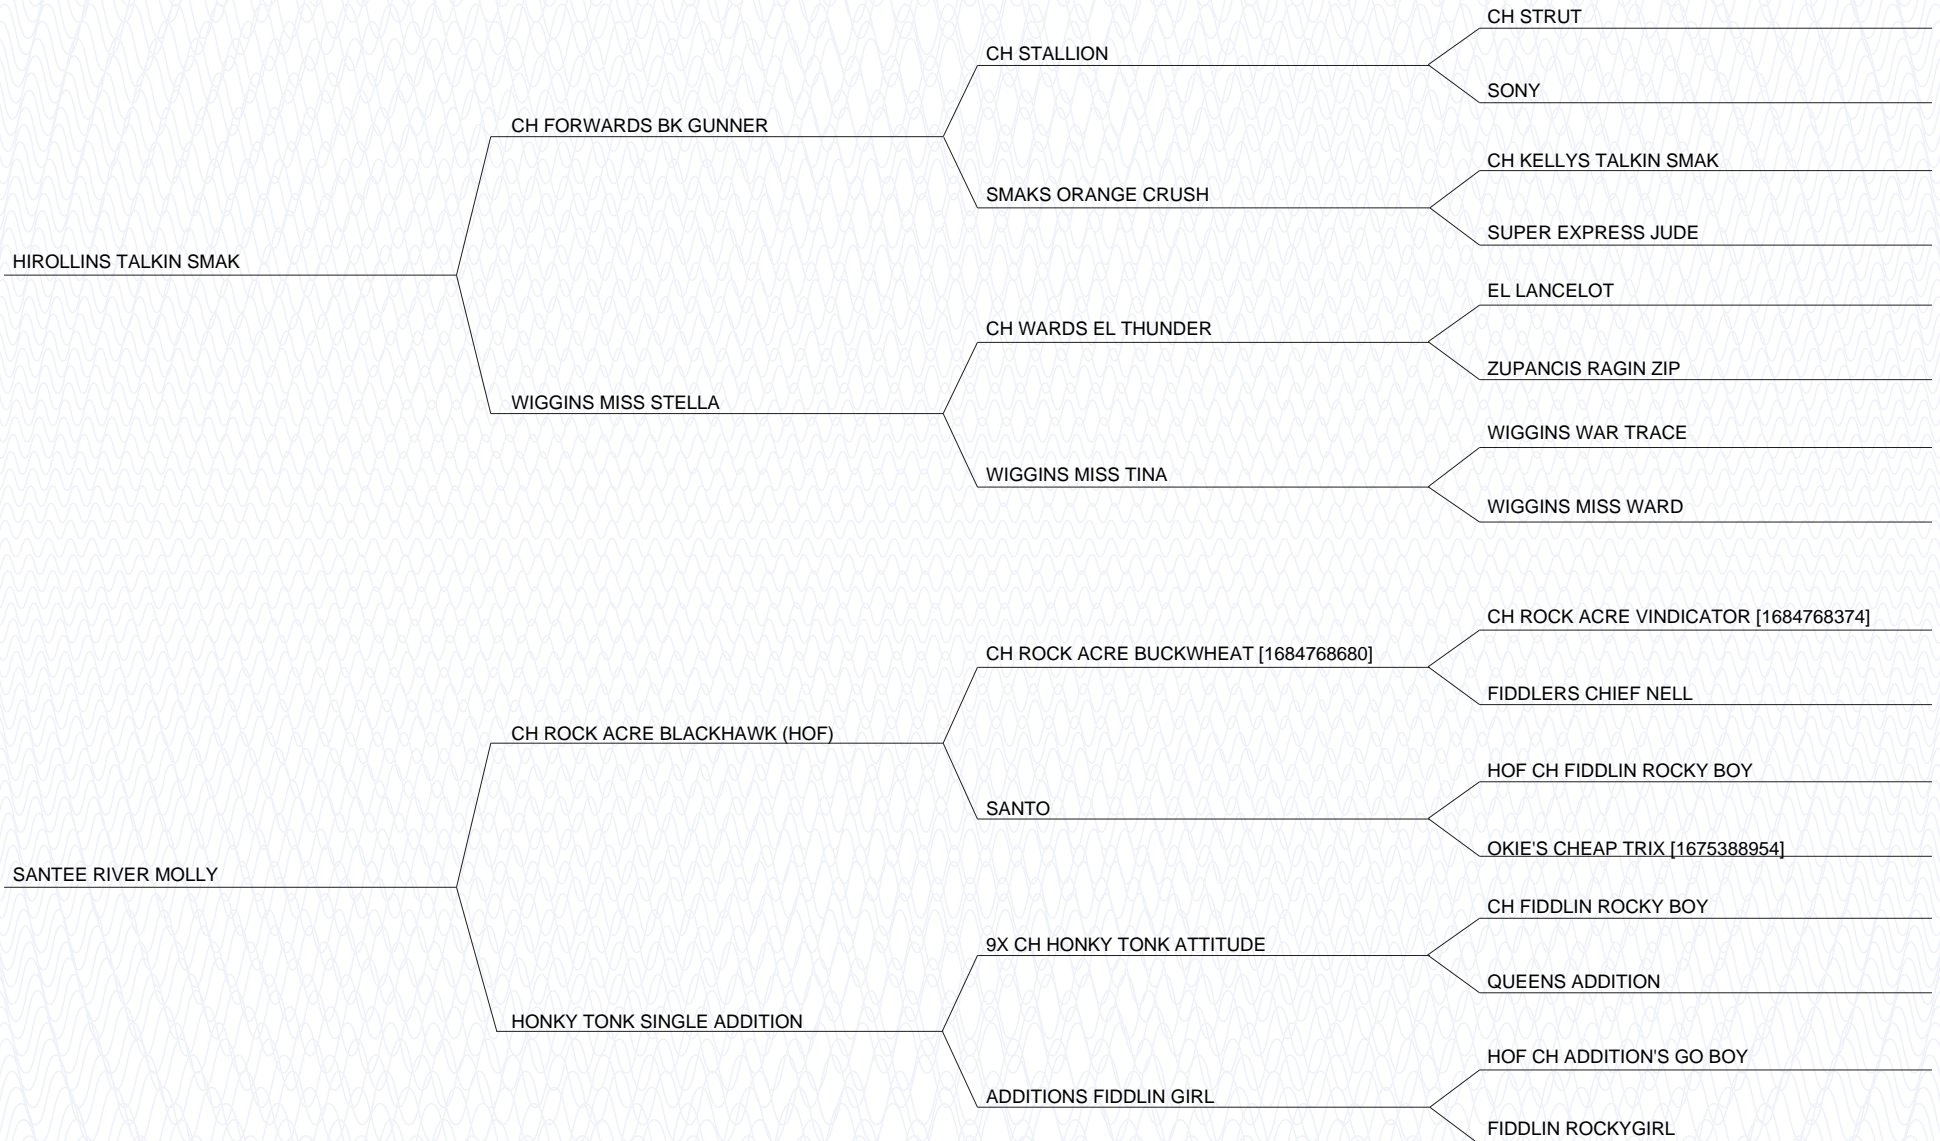 CH STRUT
CH STALLION
SONY
CH FORWARDS BK GUNNER
CH KELLYS TALKIN SMAK
SMAKS ORANGE CRUSH
SUPER EXPRESS JUDE
HIROLLINS TALKIN SMAK
EL LANCELOT
CH WARDS EL THUNDER
ZUPANCIS RAGIN ZIP
WIGGINS MISS STELLA
WIGGINS WAR TRACE
WIGGINS MISS TINA
WIGGINS MISS WARD
CH ROCK ACRE VINDICATOR [1684768374]
CH ROCK ACRE BUCKWHEAT [1684768680]
FIDDLERS CHIEF NELL
CH ROCK ACRE BLACKHAWK (HOF)
HOF CH FIDDLIN ROCKY BOY
SANTO
OKIE'S CHEAP TRIX [1675388954]
SANTEE RIVER MOLLY
CH FIDDLIN ROCKY BOY
9X CH HONKY TONK ATTITUDE
QUEENS ADDITION
HONKY TONK SINGLE ADDITION
HOF CH ADDITION'S GO BOY
ADDITIONS FIDDLIN GIRL
FIDDLIN ROCKYGIRL